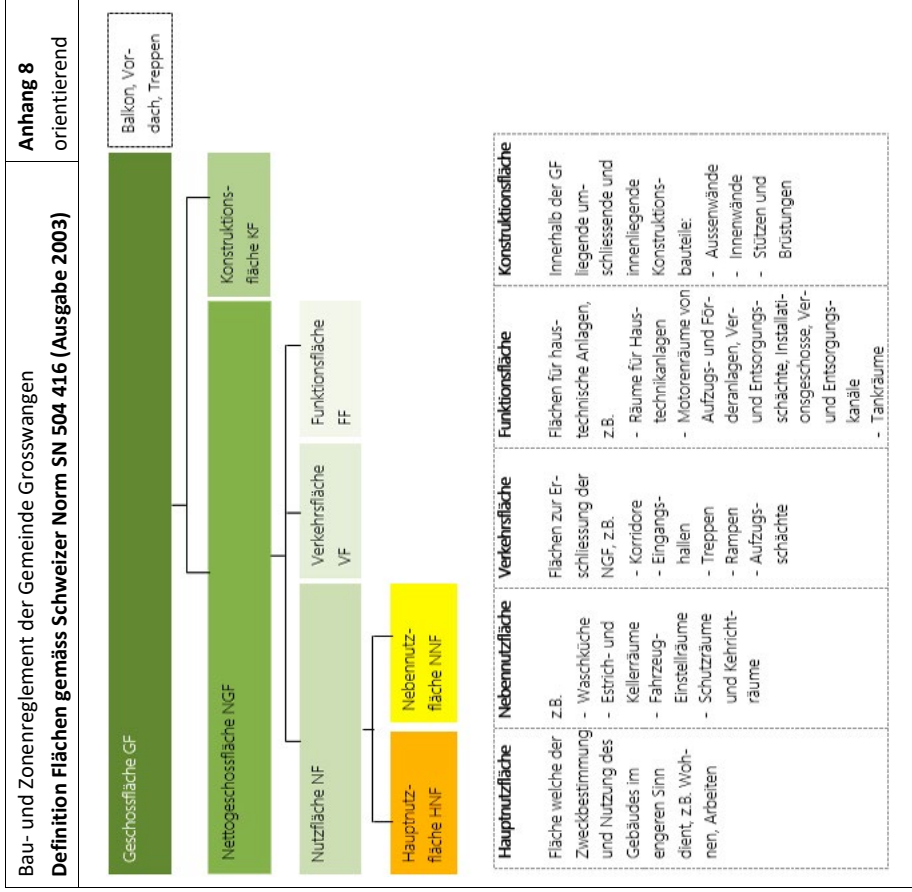 Bau- und Zonenreglement der Gemeinde Grosswangen
Definition Flächen gemäss Schweizer Norm SN 504 416 (Ausgabe 2003)
Anhang 8
orientierend
Geschossfläche GF
Balkon, Vor-
dach, Treppen
Nettogeschossfläche NGF
Konstruktions-
fläche KF
Nutzfläche NF
Verkehrsfläche
VF
Funktionsfläche
FF
Hauptnutz-
fläche HNF
Nebennutz-
fläche NNF
Hauptnutzfläche
Fläche welche der
Zweckbestimmung
und Nutzung des
Gebäudes im
engeren Sinn
dient, z.B. Woh-
nen, Arbeiten
Nebennutzfläche
z.B.
- Waschküche
- Estrich- und
Kellerräume
- Fahrzeug-
Einstellräume
- Schutzräume
und Kehricht-
räume
Verkehrsfläche
Flächen zur Er-
schliessung der
NGF, z.B.
- Korridore
- Eingangs-
hallen
- Treppen
- Rampen
- Aufzugs-
schächte
Funktionsfläche
Flächen für haus-
technische Anlagen,
z.B.
- Räume für Haus-
technikanlagen
- Motorenräume von
Aufzugs- und För-
deranlagen, Ver-
und Entsorgungs-
schächte, Installati-
onsgeschosse, Ver-
und Entsorgungs-
kanäle
- Tankräume
Konstruktionsfläche
Innerhalb der GF
liegende um-
schliessende und
innenliegende
Konstruktions-
bauteile:
- Aussenwände
- Innenwände
- Stützen und
Brüstungen